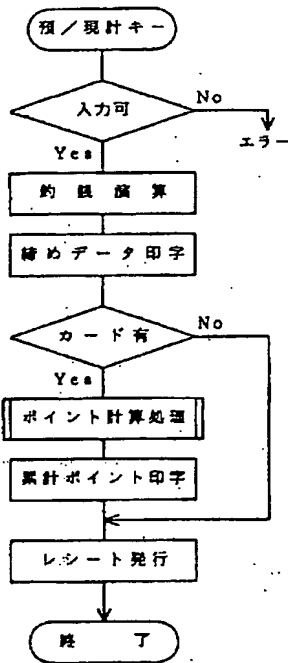 預／現計キー
入力可
No
エラー
Yes
釣銭演算
締めデータ印字
カード有
No
Yes
ポイント計算処理
累計ポイント印字
レシート発行
終了